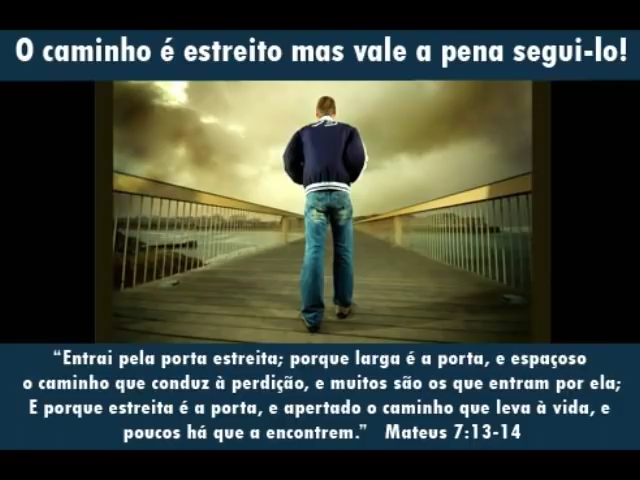 O caminho é estreito mas vale a pena segui-lo!
“Entrai pela porta estreita; porque larga é a porta, e espaçoso
o caminho que conduz à perdição, e muitos são os que entram por ela;
E porque estreita é a porta, e apertado o caminho que leva à vida, e
poucos há que a encontrem.” Mateus 7:13-14